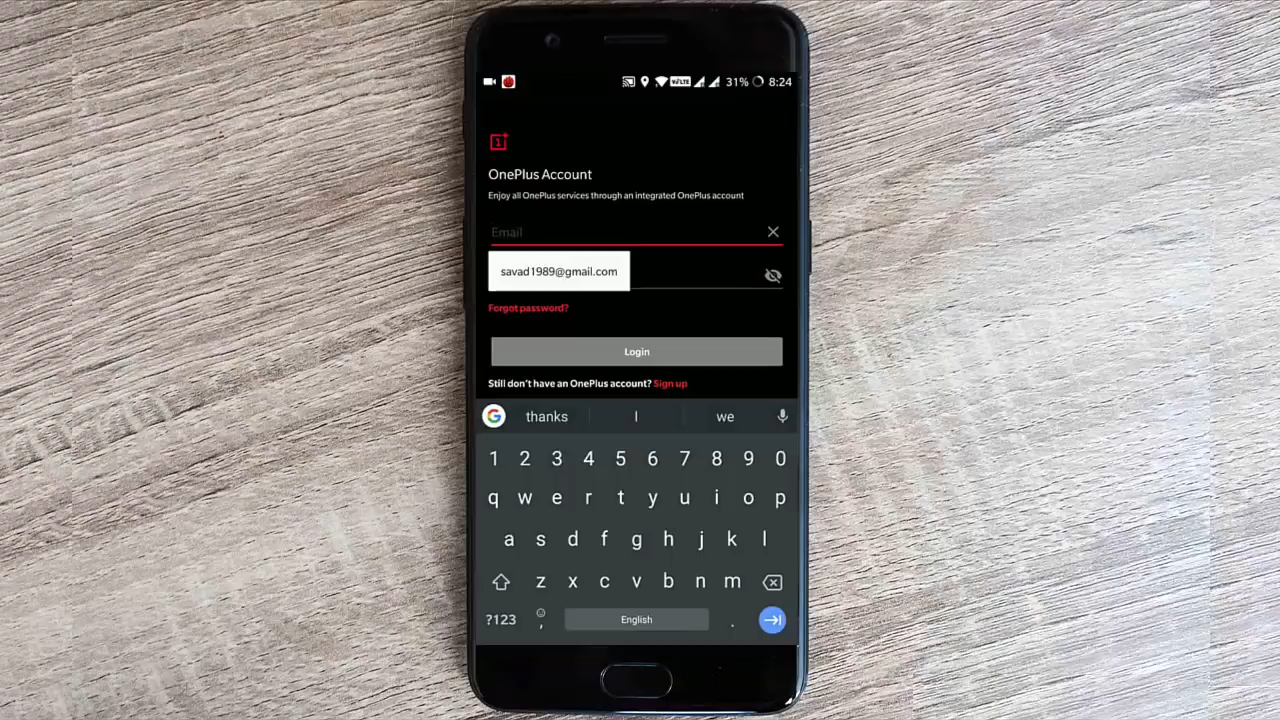 VoLTE 31% 8:24
1+
OnePlus Account
Enjoy all OnePlus services through an integrated OnePlus account
Email
savad1989@gmail.com
Forgot password?
Login
Still don't have an OnePlus account? Sign up
G thanks I we
1 2 3 4 5 6 7 8 9 0
q w e r t y u i o p
a s d f g h j k l
z x c v b n m
?123 , English .